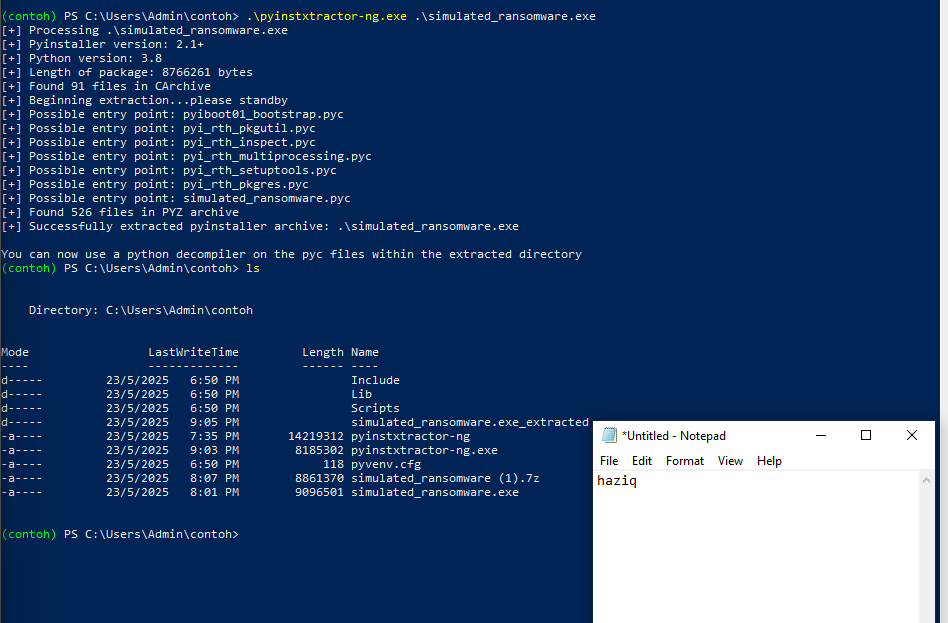 (contoh) PS C:\Users\Admin\contoh> .\pyinstxtractor-ng.exe .\simulated_ransomware.exe
[+] Processing .\simulated_ransomware.exe
[+] Pyinstaller version: 2.1+
[+] Python version: 3.8
[+] Length of package: 8766261 bytes
[+] Found 91 files in CArchive
[+] Beginning extraction...please standby
[+] Possible entry point: pyiboot01_bootstrap.pyc
[+] Possible entry point: pyi_rth_pkgutil.pyc
[+] Possible entry point: pyi_rth_inspect.pyc
[+] Possible entry point: pyi_rth_multiprocessing.pyc
[+] Possible entry point: pyi_rth_setuptools.pyc
[+] Possible entry point: pyi_rth_pkgres.pyc
[+] Possible entry point: simulated_ransomware.pyc
[+] Found 526 files in PYZ archive
[+] Successfully extracted pyinstaller archive: .\simulated_ransomware.exe
You can now use a python decompiler on the pyc files within the extracted directory
(contoh) PS C:\Users\Admin\contoh> ls
Directory: C:\Users\Admin\contoh
Mode LastWriteTime Length Name
---- ------------- ------ ----
d----- 23/5/2025 6:50 PM Include
d----- 23/5/2025 6:50 PM Lib
d----- 23/5/2025 6:50 PM Scripts
d----- 23/5/2025 9:05 PM simulated_ransomware.exe_extracted
-a---- 23/5/2025 7:35 PM 14219312 pyinstxtractor-ng
-a---- 23/5/2025 9:03 PM 8185302 pyinstxtractor-ng.exe
-a---- 23/5/2025 6:50 PM 118 pyvenv.cfg
-a---- 23/5/2025 8:07 PM 8861370 simulated_ransomware (1).7z
-a---- 23/5/2025 8:01 PM 9096501 simulated_ransomware.exe
(contoh) PS C:\Users\Admin\contoh>
*Untitled - Notepad
File Edit Format View Help
haziq